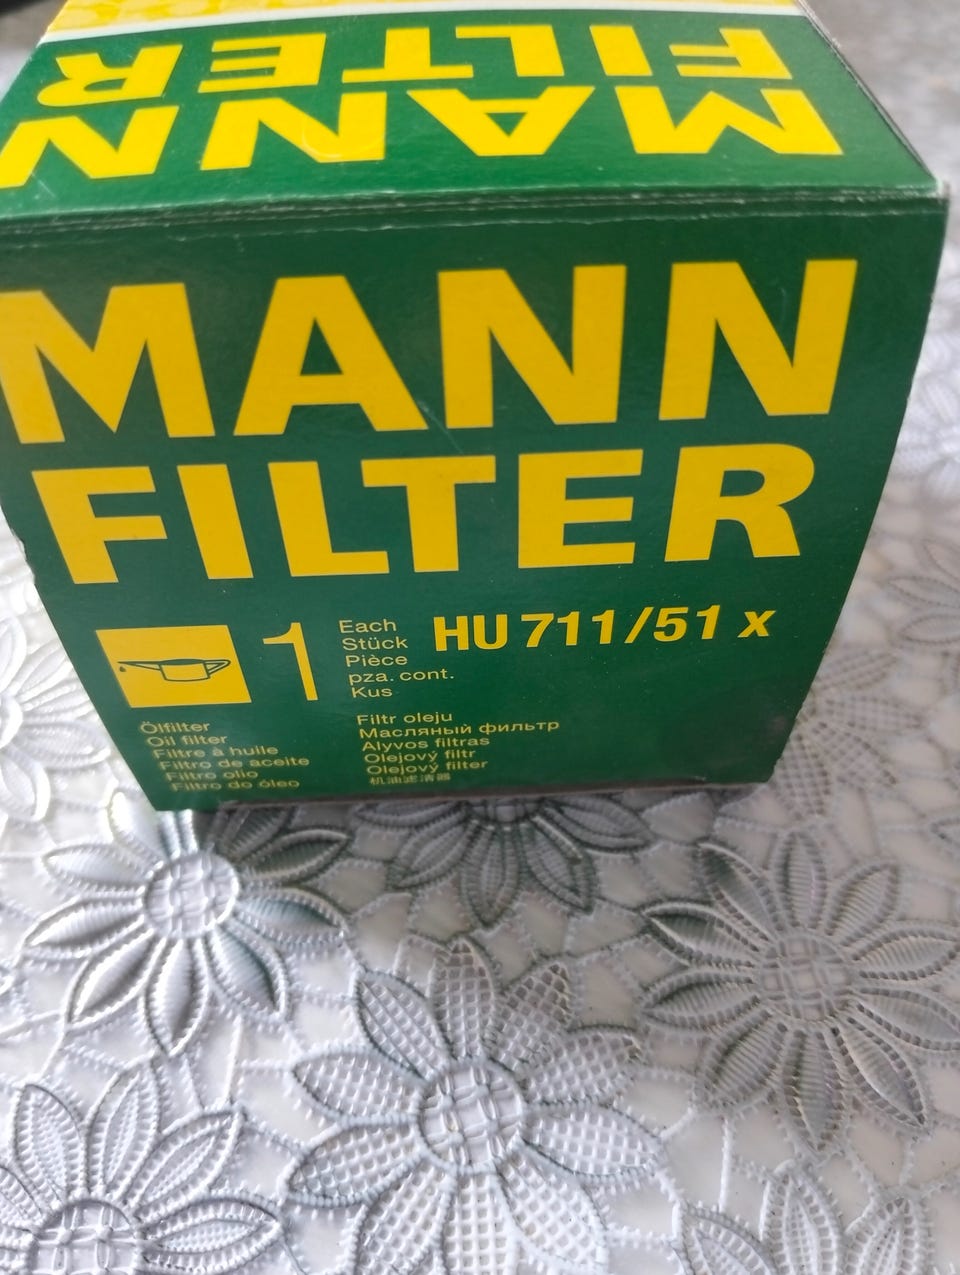 MANN
FILTER
MANN
FILTER
1
Each
Stück
Pièce
pza. cont.
Kus
HU 711/51 x
Ölfilter
Oil filter
Filtre à huile
Filtro de aceite
Filtro olio
Filtro do óleo
Filtr oleju
Масляный фильтр
Alyvos filtras
Olejový filtr
Olejový filter
机油滤清器